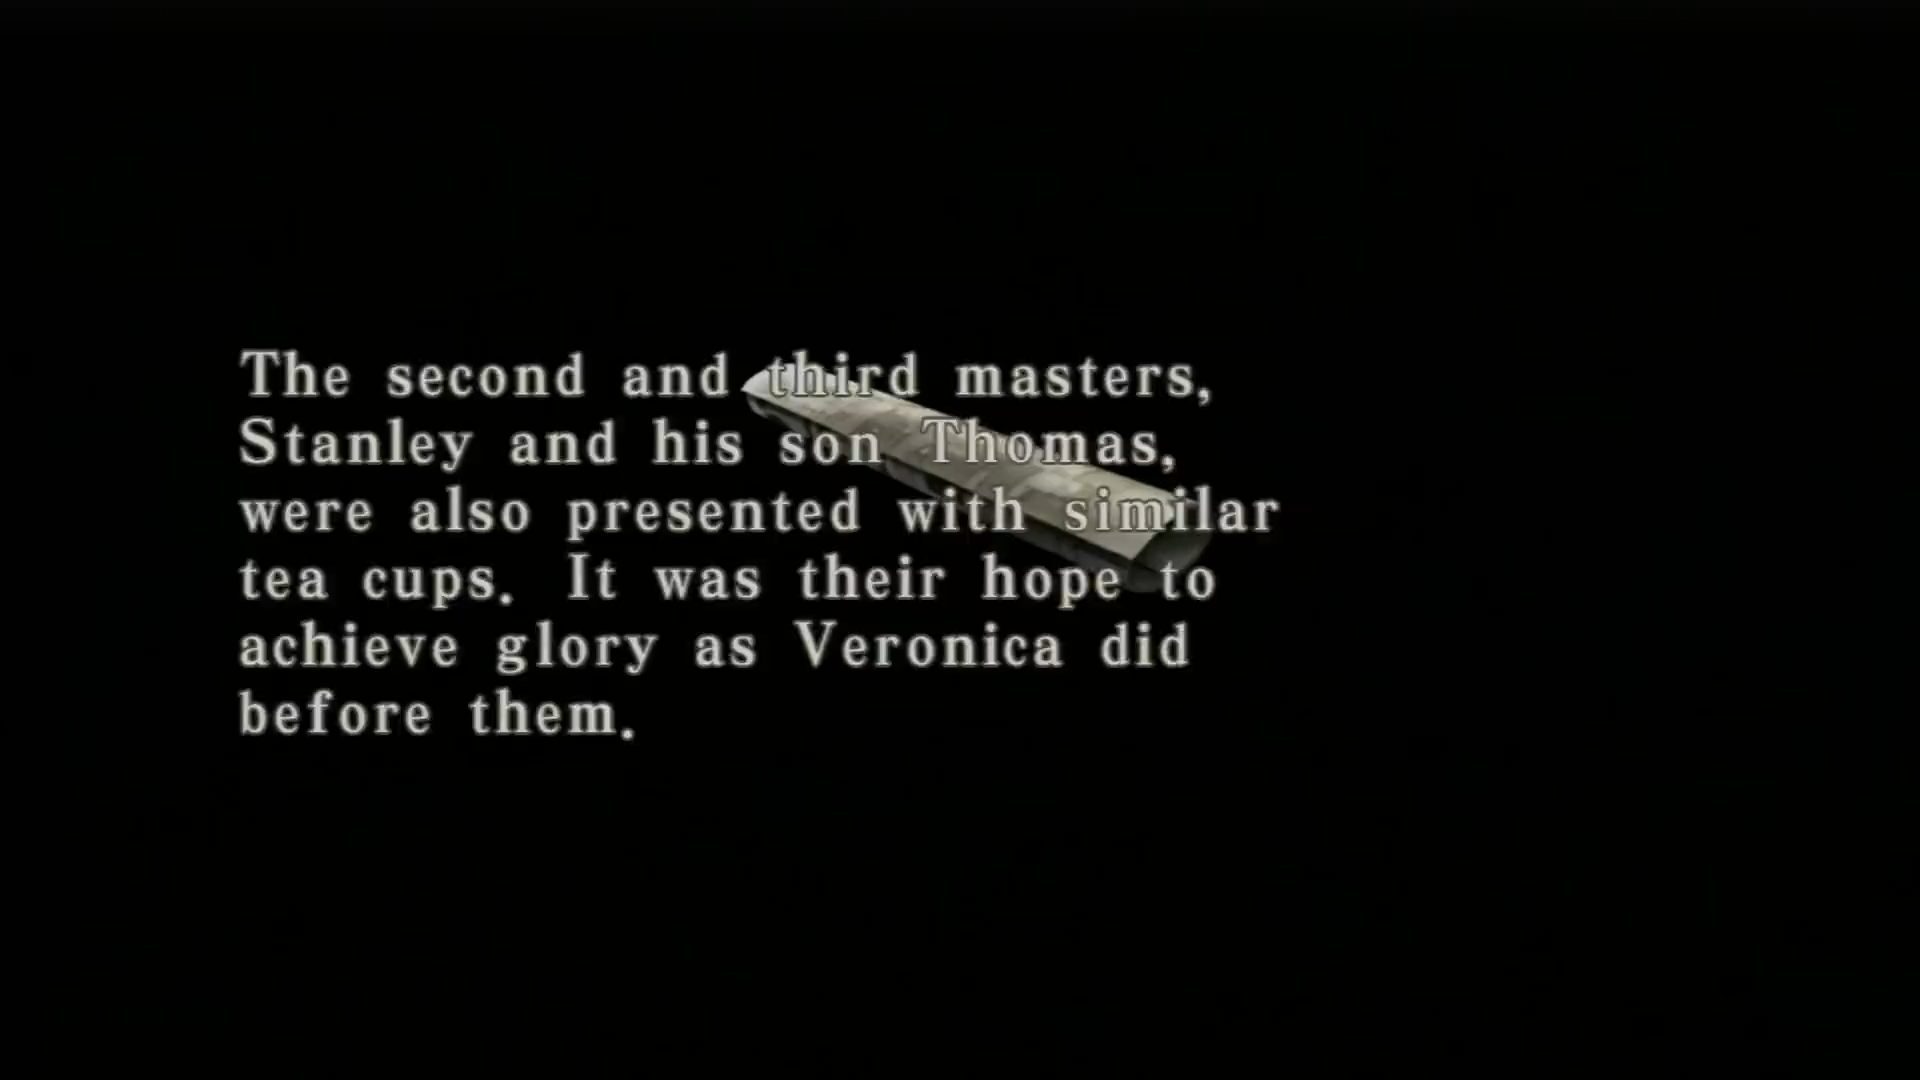 The second and third masters,
Stanley and his son Thomas,
were also presented with similar
tea cups. It was their hope to
achieve glory as Veronica did
before them.